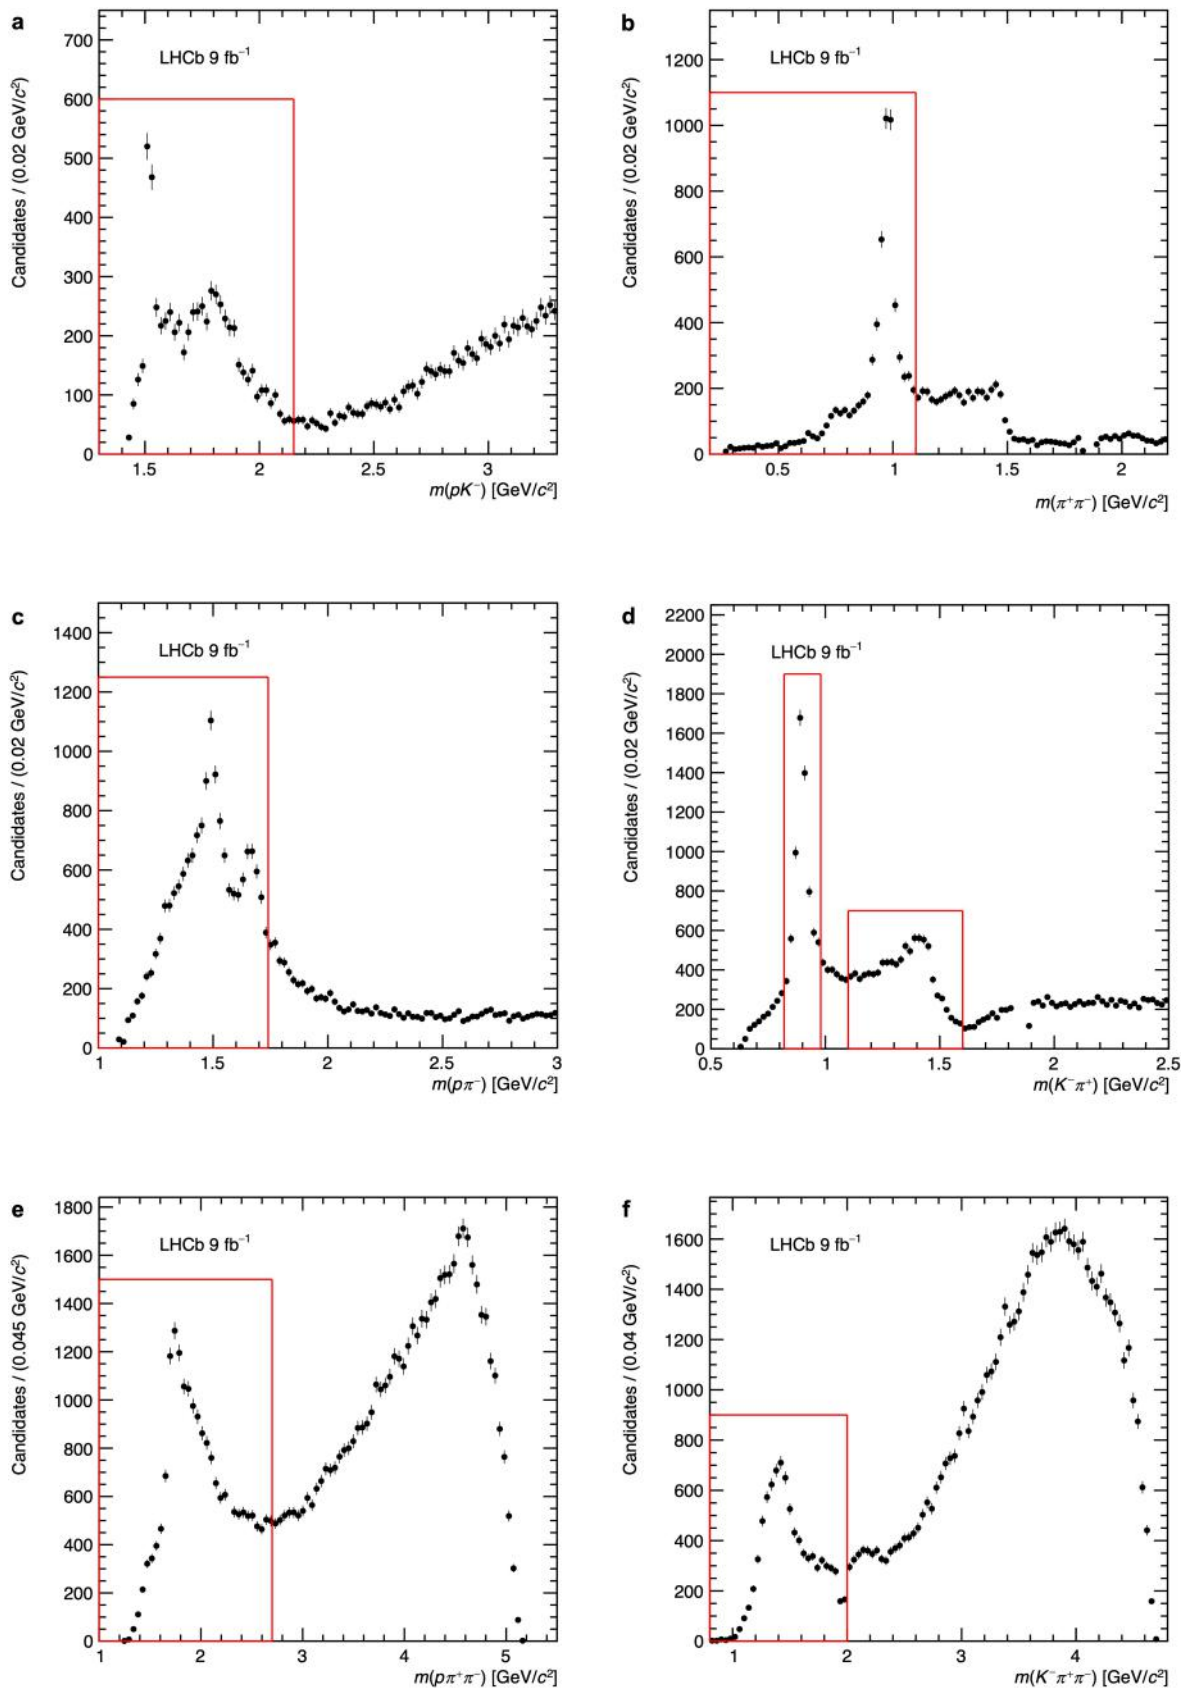 a
LHCb 9 fb⁻¹
Candidates / (0.02 GeV/c²)
700
600
500
400
300
200
100
0
1.5 2 2.5 3
m(pK⁻) [GeV/c²]
b
LHCb 9 fb⁻¹
Candidates / (0.02 GeV/c²)
1200
1000
800
600
400
200
0
0.5 1 1.5 2
m(π⁺π⁻) [GeV/c²]
c
LHCb 9 fb⁻¹
Candidates / (0.02 GeV/c²)
1400
1200
1000
800
600
400
200
0
1 1.5 2 2.5 3
m(pπ⁻) [GeV/c²]
d
LHCb 9 fb⁻¹
Candidates / (0.02 GeV/c²)
2200
2000
1800
1600
1400
1200
1000
800
600
400
200
0
0.5 1 1.5 2 2.5
m(K⁻π⁺) [GeV/c²]
e
LHCb 9 fb⁻¹
Candidates / (0.045 GeV/c²)
1800
1600
1400
1200
1000
800
600
400
200
0
1 2 3 4 5
m(pπ⁺π⁻) [GeV/c²]
f
LHCb 9 fb⁻¹
Candidates / (0.04 GeV/c²)
1600
1400
1200
1000
800
600
400
200
0
1 2 3 4
m(K⁻π⁺π⁻) [GeV/c²]